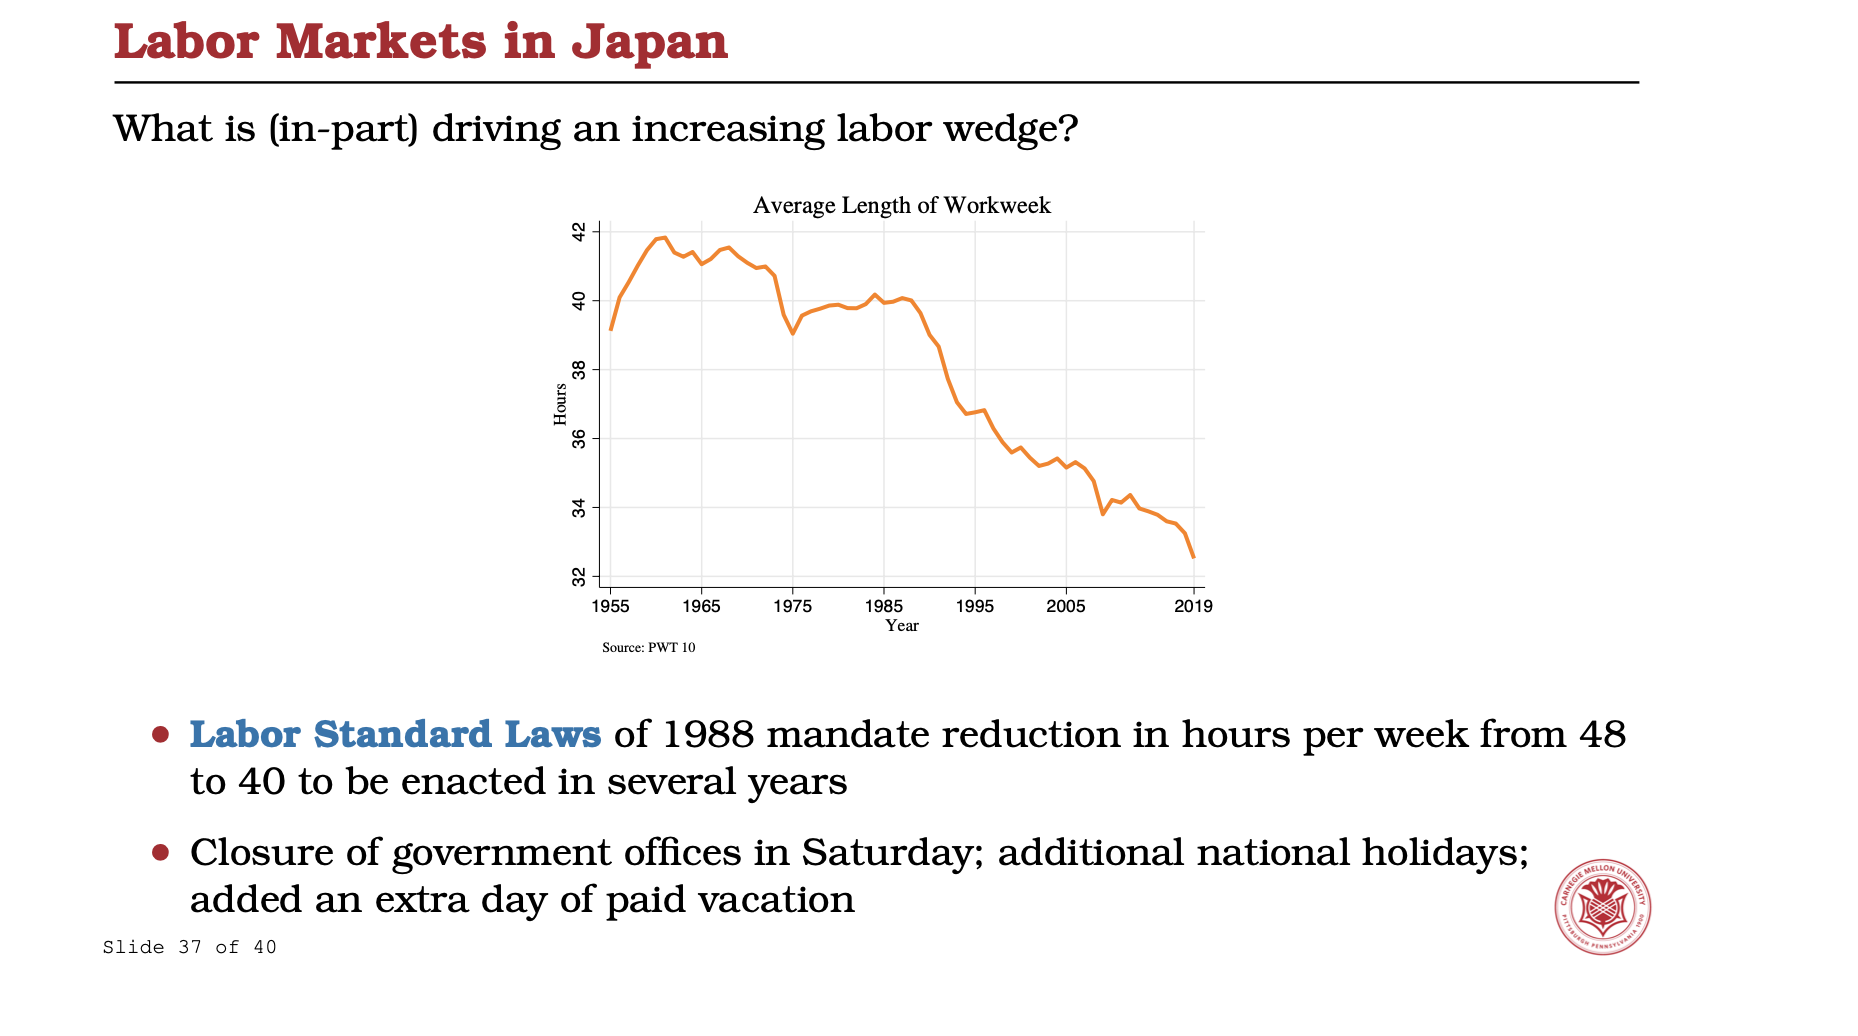 Labor Markets in Japan
What is (in-part) driving an increasing labor wedge?
Average Length of Workweek
42
40
38
36
34
32
Hours
1955 1965 1975 1985 1995 2005 2019
Year
Source: PWT 10
Labor Standard Laws of 1988 mandate reduction in hours per week from 48
to 40 to be enacted in several years
Closure of government offices in Saturday; additional national holidays;
added an extra day of paid vacation
CARNEGIE MELLON UNIVERSITY
PITTSBURGH PENNSYLVANIA 1900
Slide 37 of 40